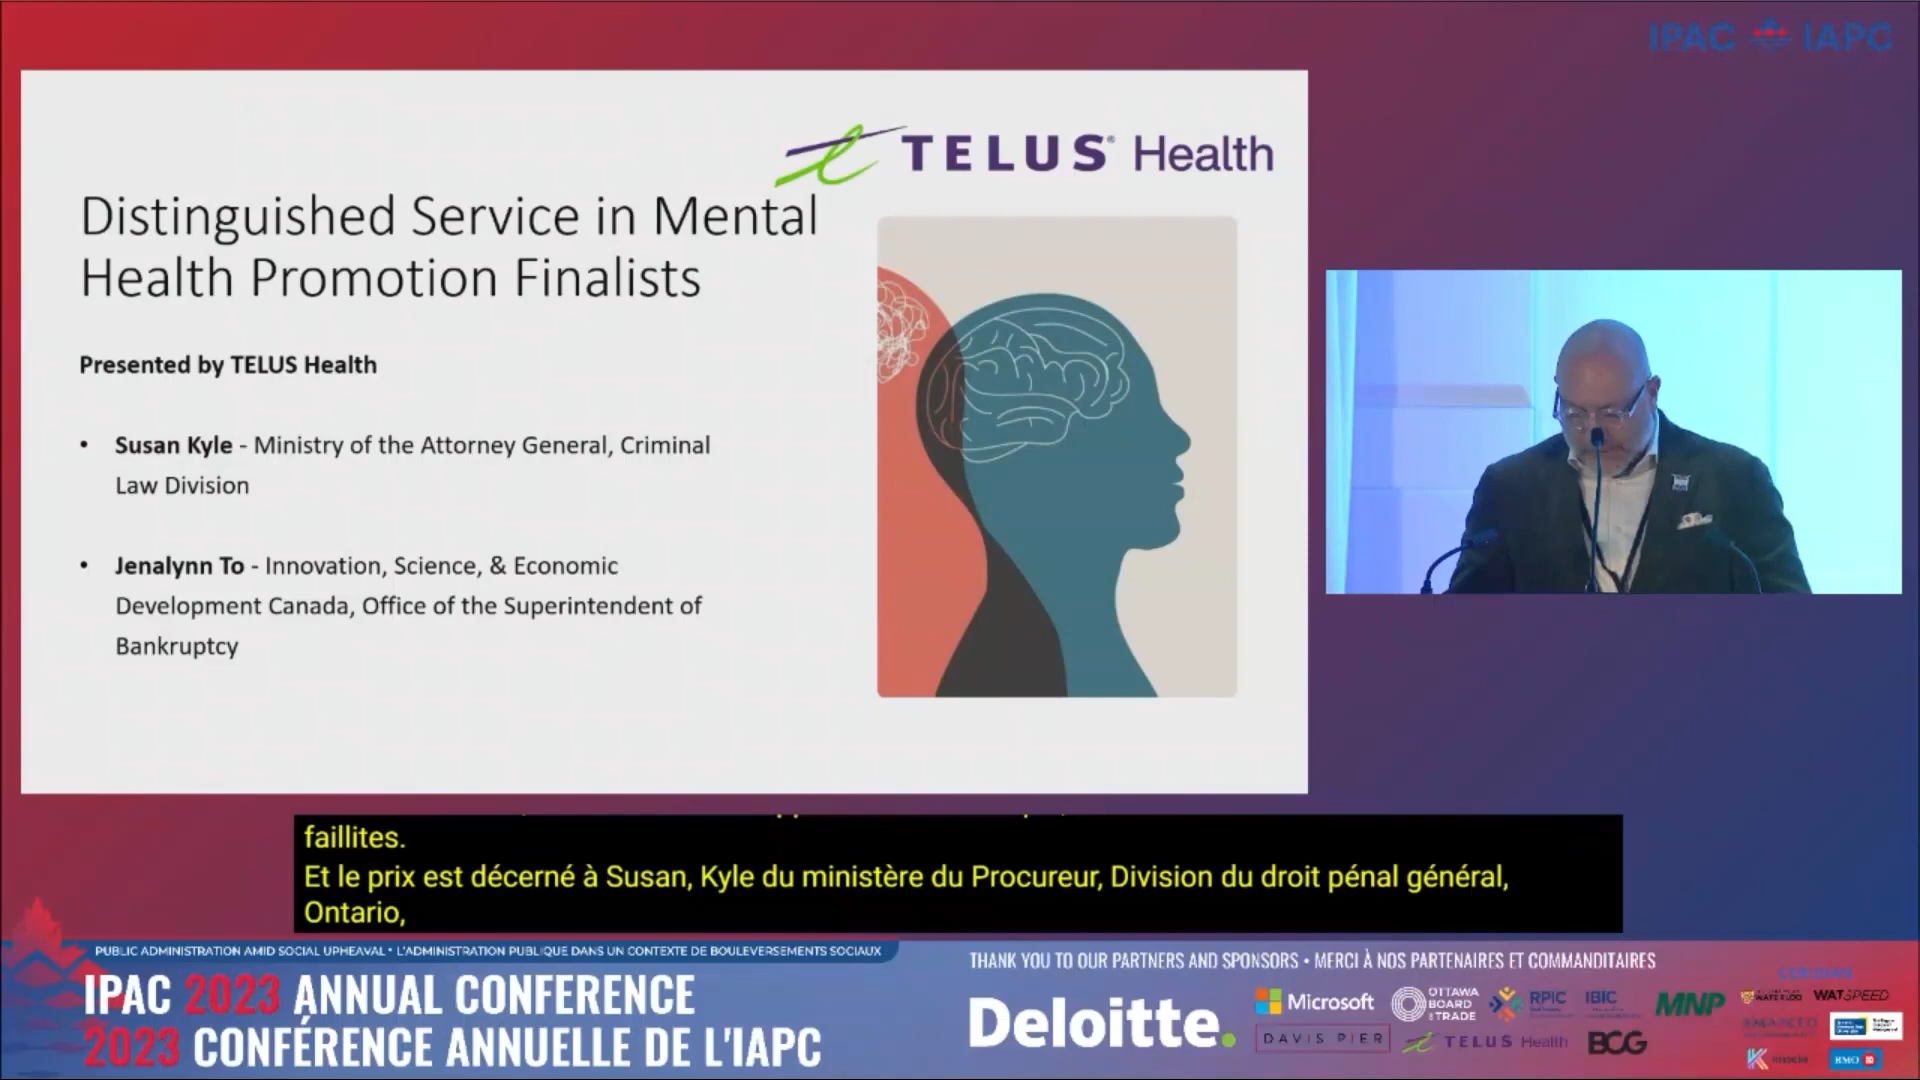 IPAC IAPC
TELUS Health
Distinguished Service in Mental
Health Promotion Finalists
Presented by TELUS Health
• Susan Kyle - Ministry of the Attorney General, Criminal
Law Division
• Jenalynn To - Innovation, Science, & Economic
Development Canada, Office of the Superintendent of
Bankruptcy
faillites.
Et le prix est décerné à Susan, Kyle du ministère du Procureur, Division du droit pénal général,
Ontario,
PUBLIC ADMINISTRATION AMID SOCIAL UPHEAVAL • L'ADMINISTRATION PUBLIQUE DANS UN CONTEXTE DE BOULEVERSEMENTS SOCIAUX
IPAC 2023 ANNUAL CONFERENCE
2023 CONFÉRENCE ANNUELLE DE L'IAPC
THANK YOU TO OUR PARTNERS AND SPONSORS • MERCI À NOS PARTENAIRES ET COMMANDITAIRES
Deloitte.
Microsoft
OTTAWA
BOARD
OF TRADE
RPIC IBIC
MNP
CERIDIAN
WATERLOO
WATSPEED
DAVIS PIER
TELUS Health
BCG
BMO